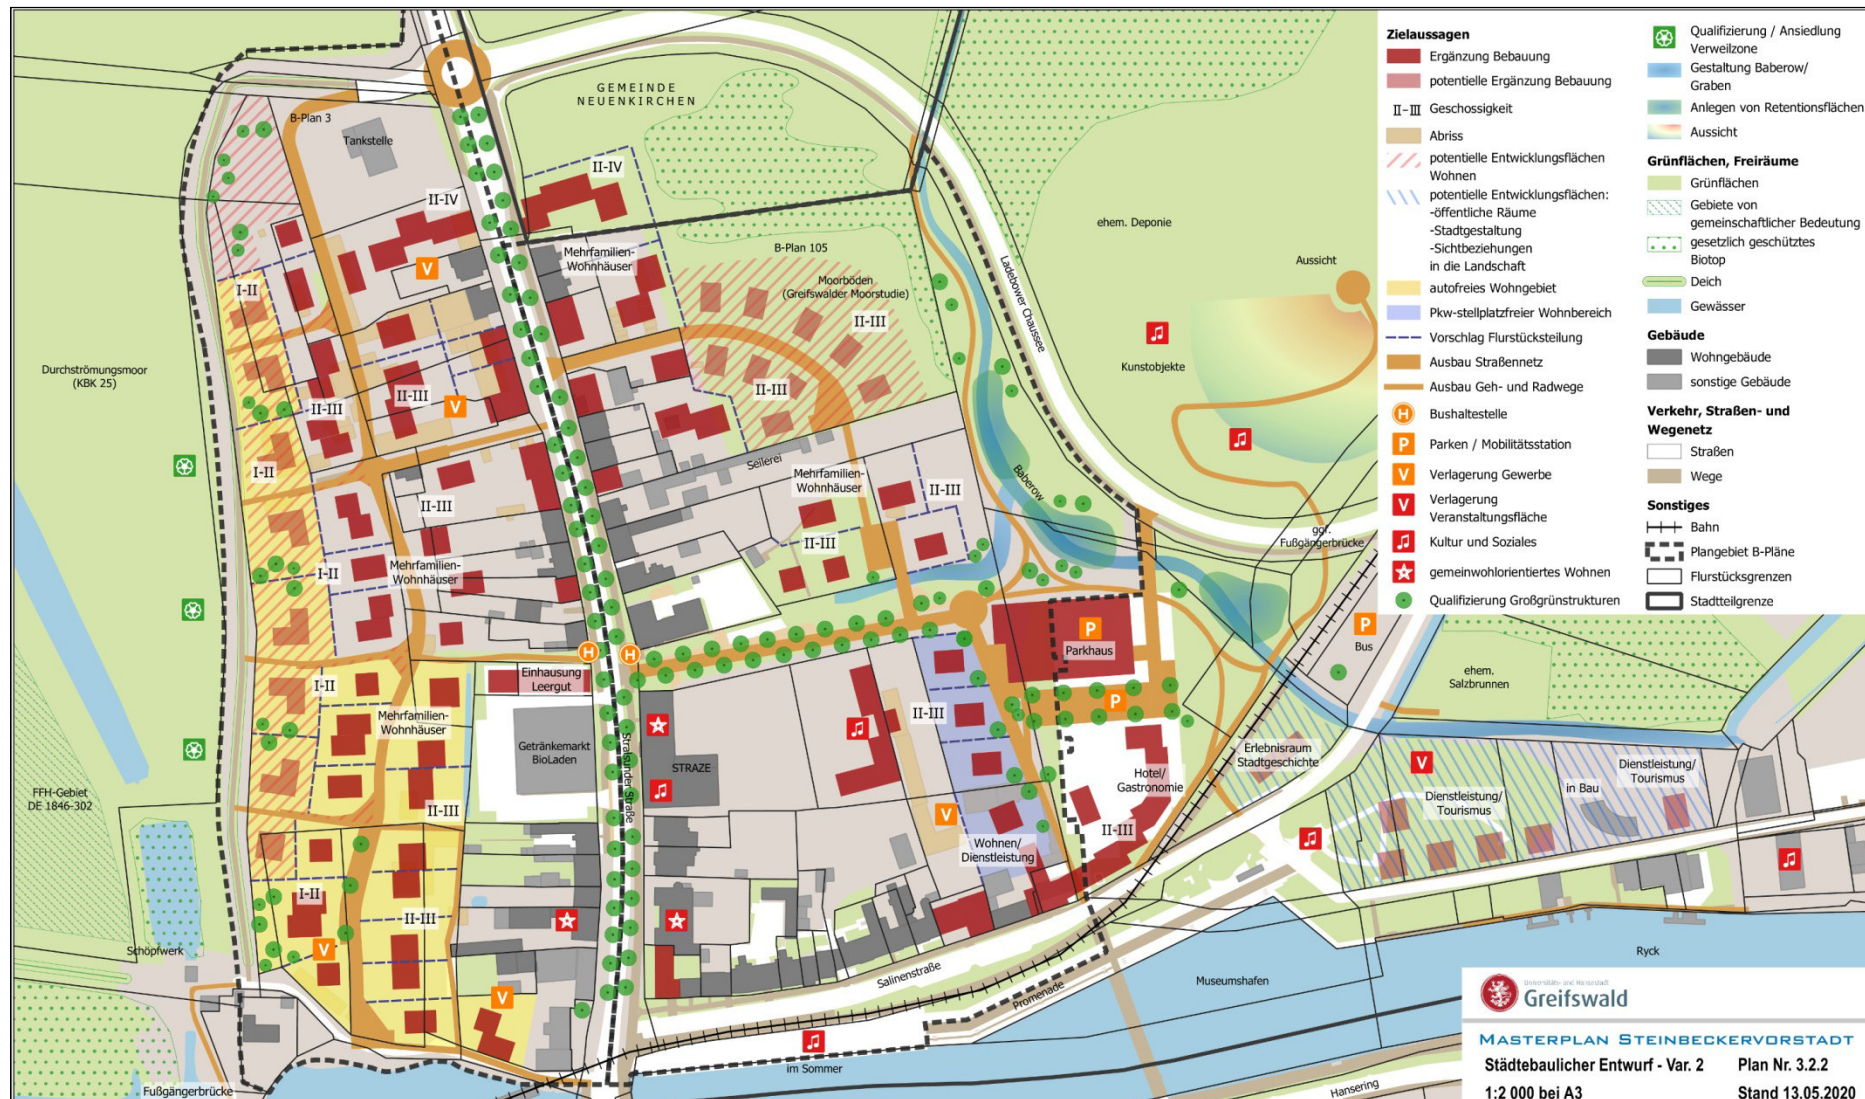 GEMEINDE
NEUENKIRCHEN
B-Plan 3
Tankstelle
II-IV
II-IV
B-Plan 105
ehem. Deponie
Mehrfamilien-
Wohnhäuser
Moorböden
(Greifswalder Moorstudie)
Ladebower Chaussee
Aussicht
V
I-II
II-III
Kunstobjekte
Durchströmungsmoor
(KBK 25)
II-III
II-III
II-III
V
Seilerei
Mehrfamilien-
Wohnhäuser
Baberow
I-II
II-III
II-III
II-III
ggf.
Fußgängerbrücke
I-II
Mehrfamilien-
Wohnhäuser
H
H
P
Parkhaus
P
Bus
Einhausung
Leergut
I-II
ehem.
Salzbrunnen
Mehrfamilien-
Wohnhäuser
II-III
P
Getränkemarkt
BioLaden
Stralsunder Straße
STRAZE
Erlebnisraum
Stadtgeschichte
Hotel/
Gastronomie
V
Dienstleistung/
Tourismus
in Bau
Dienstleistung/
Tourismus
FFH-Gebiet
DE 1846-302
II-III
V
II-III
Wohnen/
Dienstleistung
I-II
II-III
V
Schöpfwerk
Salinenstraße
Promenade
Museumshafen
Ryck
V
im Sommer
Fußgängerbrücke
Hansering
Zielaussagen
Ergänzung Bebauung
potentielle Ergänzung Bebauung
II-III Geschossigkeit
Abriss
potentielle Entwicklungsflächen
Wohnen
potentielle Entwicklungsflächen:
-öffentliche Räume
-Stadtgestaltung
-Sichtbeziehungen
in die Landschaft
autofreies Wohngebiet
Pkw-stellplatzfreier Wohnbereich
Vorschlag Flurstücksteilung
Ausbau Straßennetz
Ausbau Geh- und Radwege
H Bushaltestelle
P Parken / Mobilitätsstation
V Verlagerung Gewerbe
V Verlagerung
Veranstaltungsfläche
Kultur und Soziales
gemeinwohlorientiertes Wohnen
Qualifizierung Großgrünstrukturen
Qualifizierung / Ansiedlung
Verweilzone
Gestaltung Baberow/
Graben
Anlegen von Retentionsflächen
Aussicht
Grünflächen, Freiräume
Grünflächen
Gebiete von
gemeinschaftlicher Bedeutung
gesetzlich geschütztes
Biotop
Deich
Gewässer
Gebäude
Wohngebäude
sonstige Gebäude
Verkehr, Straßen- und
Wegenetz
Straßen
Wege
Sonstiges
Bahn
Plangebiet B-Pläne
Flurstücksgrenzen
Stadtteilgrenze
Universitäts- und Hansestadt
Greifswald
MASTERPLAN STEINBECKERVORSTADT
Städtebaulicher Entwurf - Var. 2 Plan Nr. 3.2.2
1:2 000 bei A3 Stand 13.05.2020